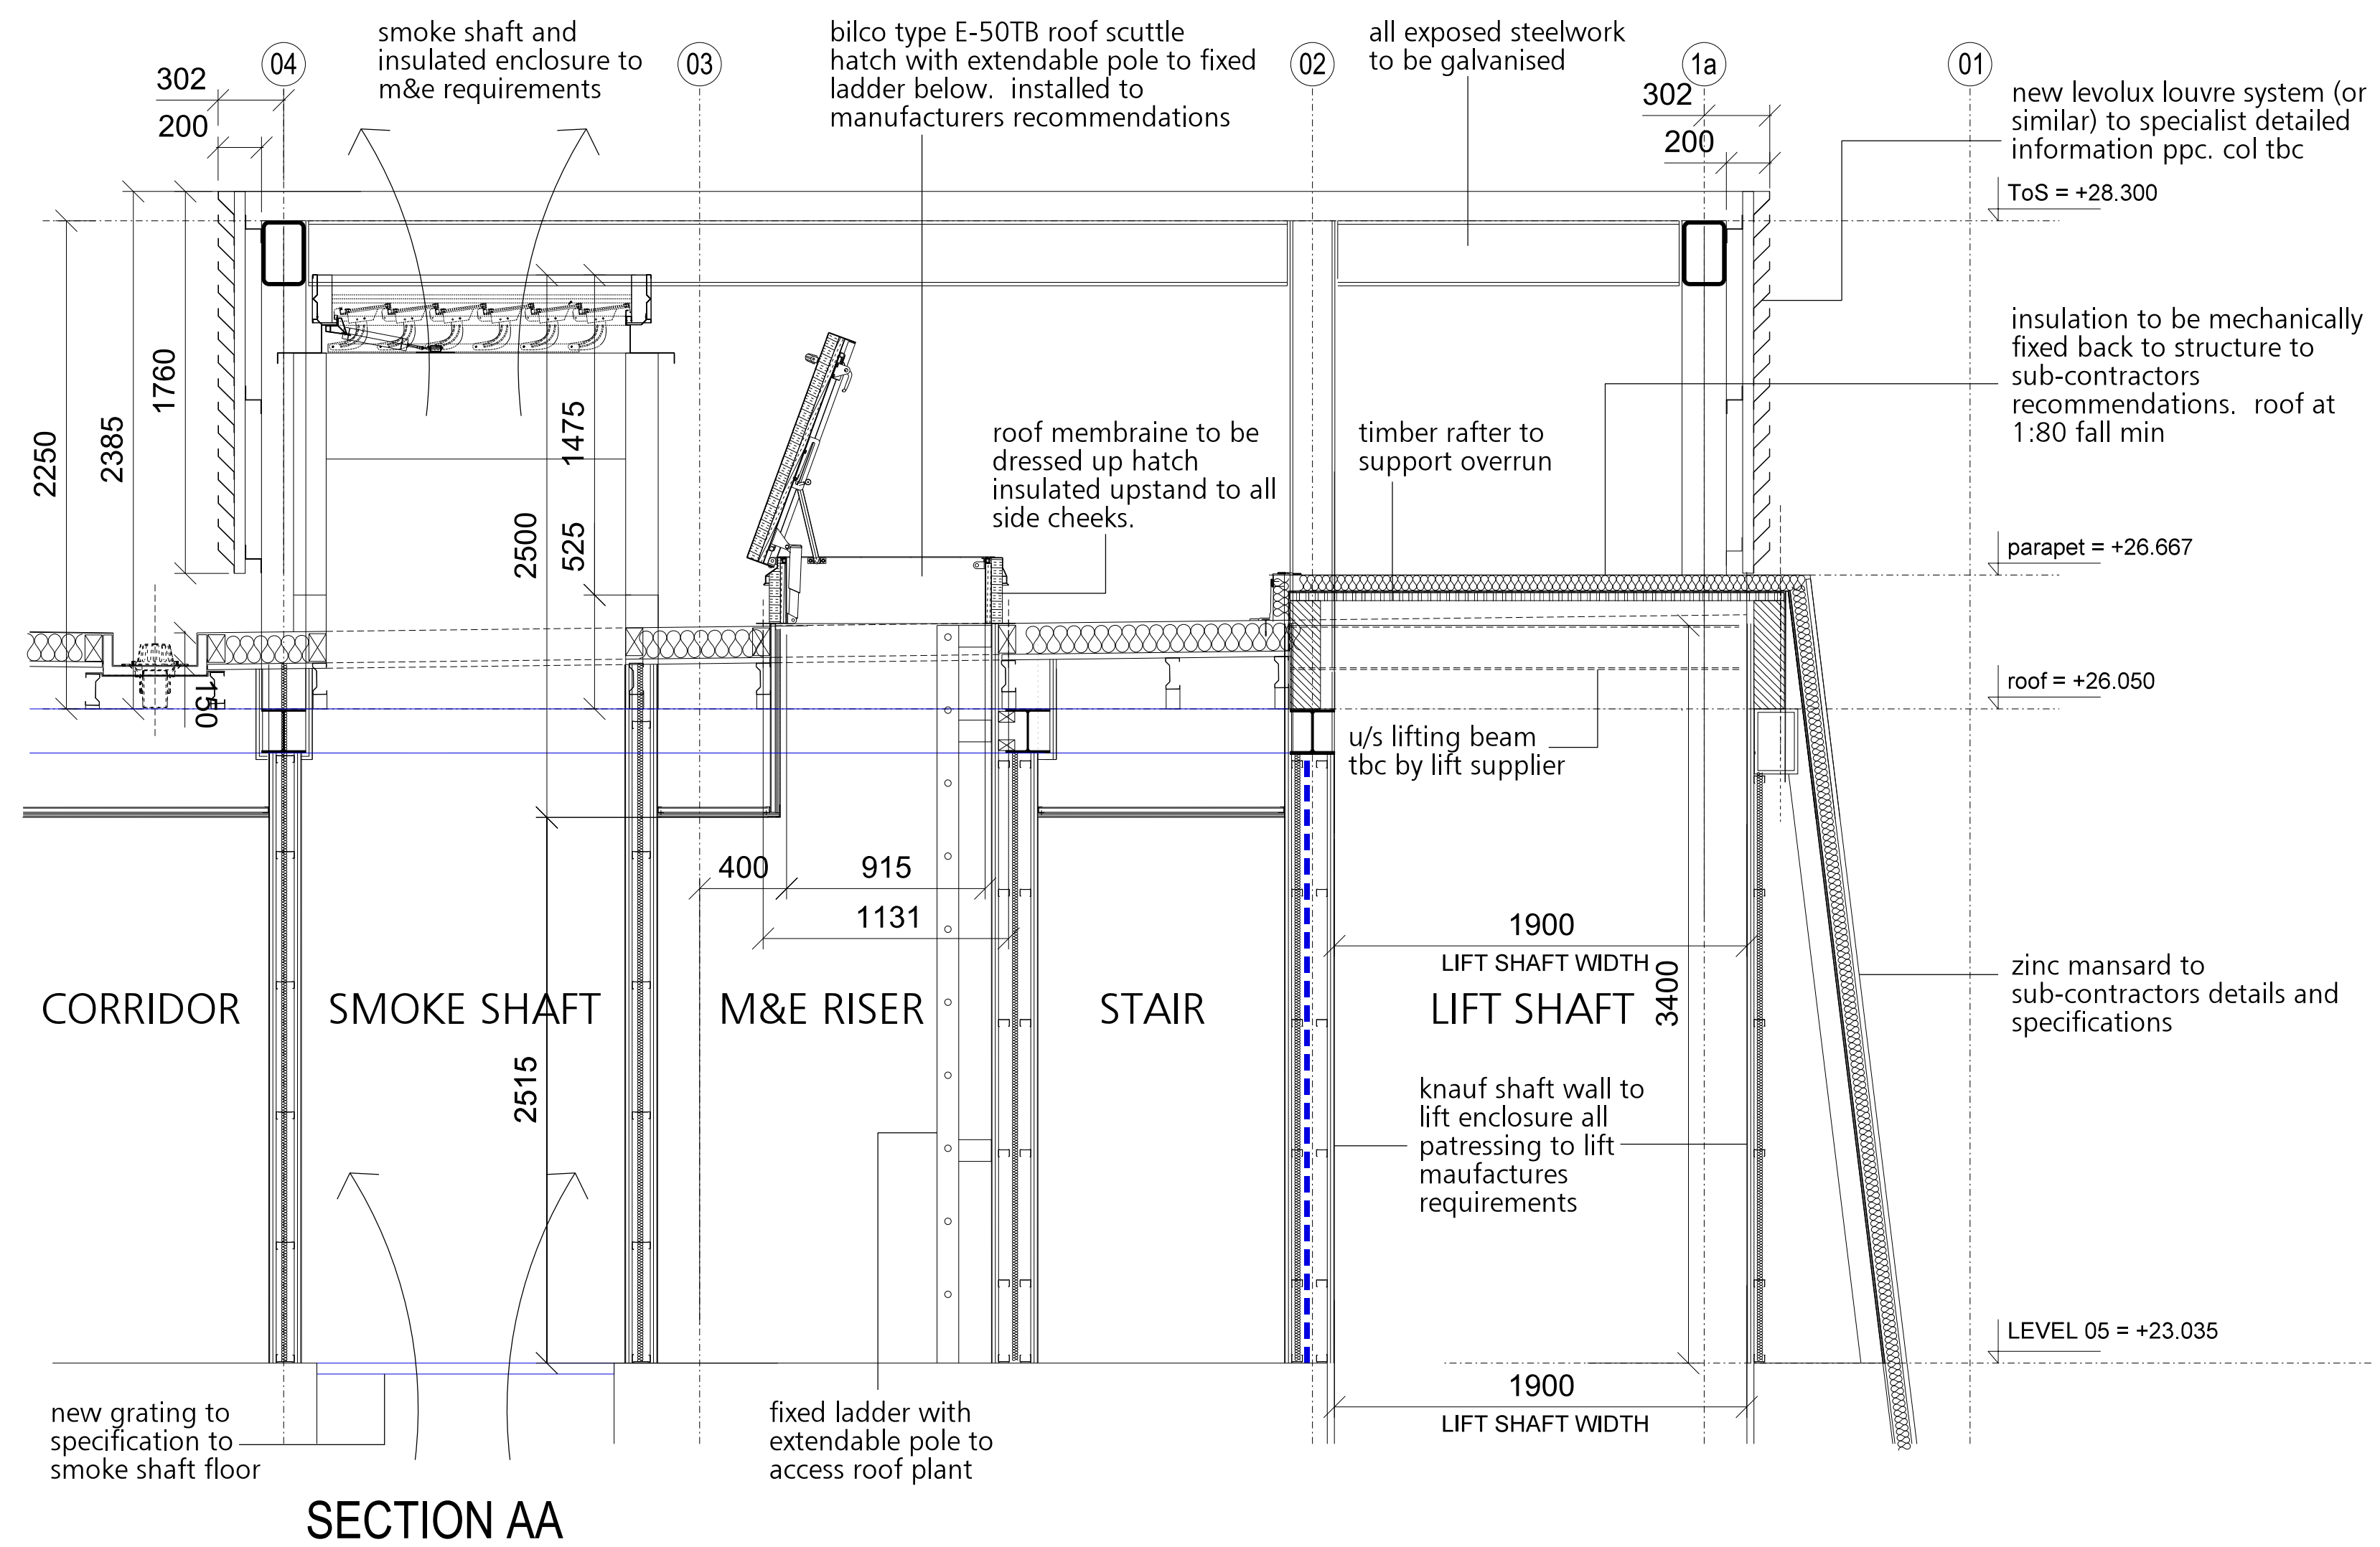 smoke shaft and
insulated enclosure to
m&e requirements
bilco type E-50TB roof scuttle
hatch with extendable pole to fixed
ladder below.  installed to
manufacturers recommendations
all exposed steelwork
to be galvanised
04
03
02
1a
01
302
200
302
200
new levolux louvre system (or
similar) to specialist detailed
information ppc. col tbc
ToS = +28.300
insulation to be mechanically
fixed back to structure to
sub-contractors
recommendations.  roof at
1:80 fall min
2250
2385
1760
1475
2500
525
roof membraine to be
dressed up hatch
insulated upstand to all
side cheeks.
timber rafter to
support overrun
parapet = +26.667
roof = +26.050
150
u/s lifting beam
tbc by lift supplier
400
915
1131
1900
LIFT SHAFT WIDTH
3400
zinc mansard to
sub-contractors details and
specifications
CORRIDOR
SMOKE SHAFT
M&E RISER
STAIR
LIFT SHAFT
2515
knauf shaft wall to
lift enclosure all
patressing to lift
maufactures
requirements
LEVEL 05 = +23.035
1900
LIFT SHAFT WIDTH
new grating to
specification to
smoke shaft floor
fixed ladder with
extendable pole to
access roof plant
SECTION AA